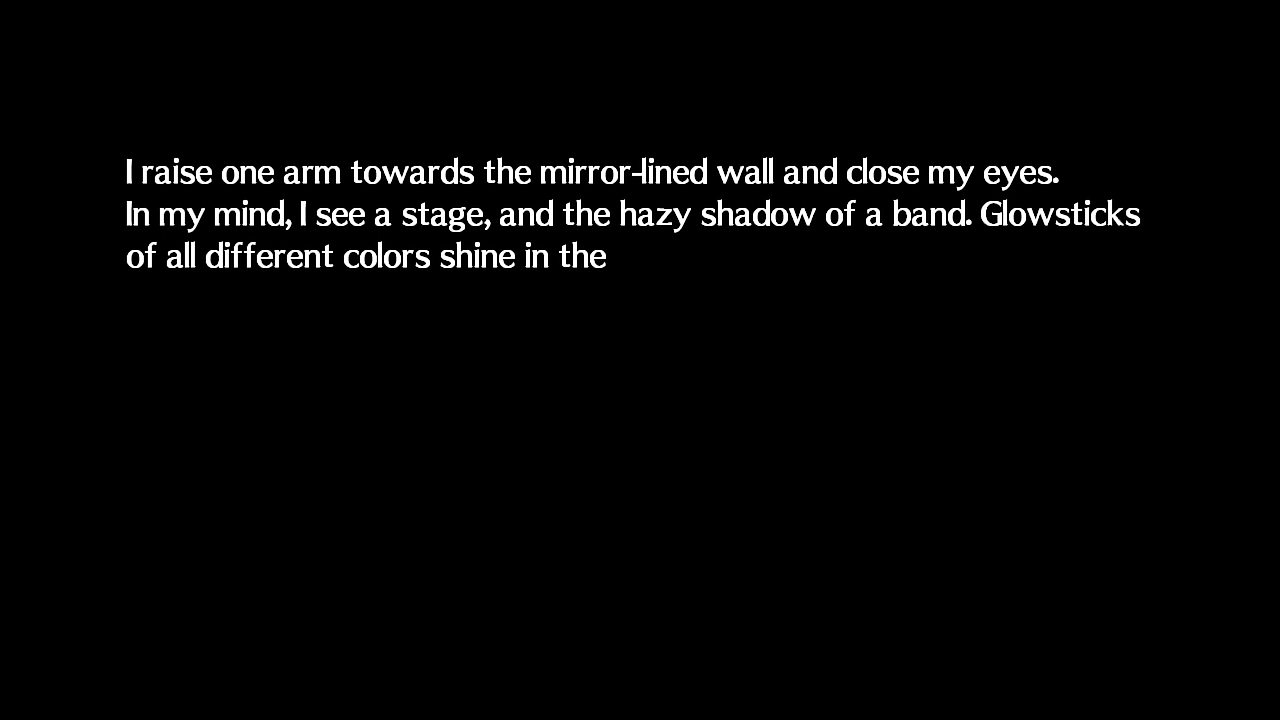 I raise one arm towards the mirror-lined wall and close my eyes.
In my mind, I see a stage, and the hazy shadow of a band. Glowsticks
of all different colors shine in the